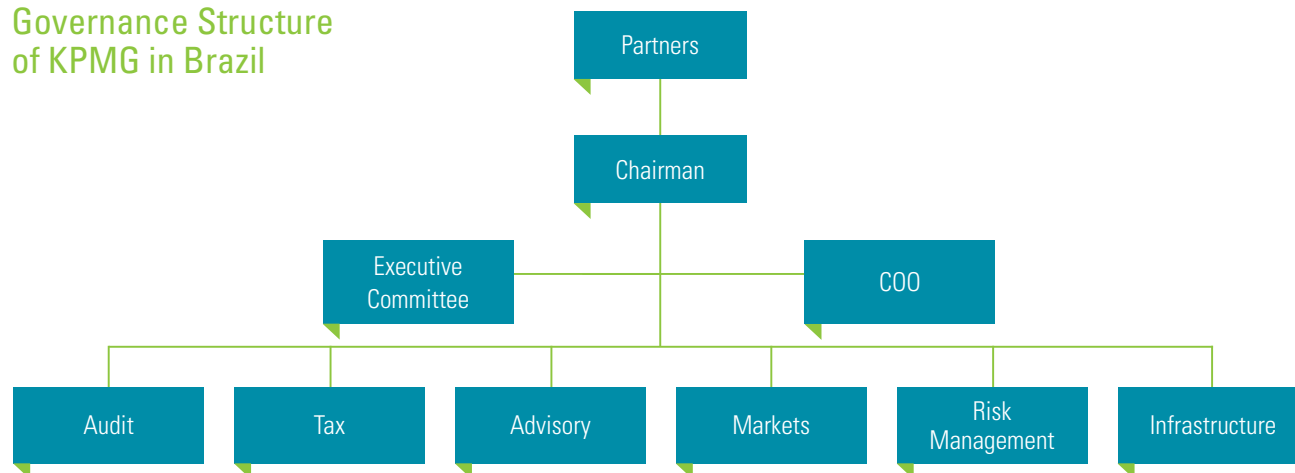 Governance Structure
of KPMG in Brazil
Partners
Chairman
Executive
Committee
COO
Audit
Tax
Advisory
Markets
Risk
Management
Infrastructure